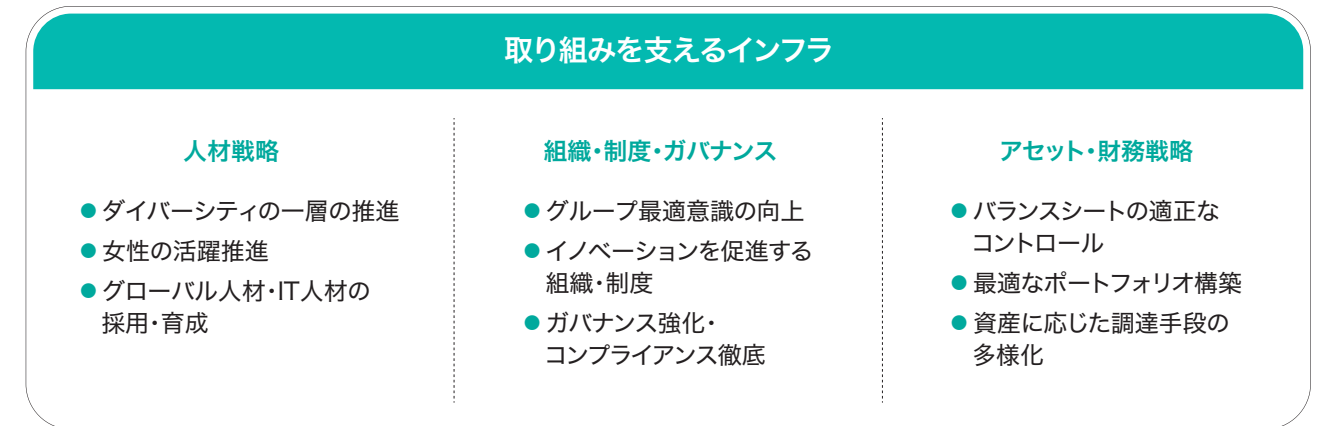 取り組みを支えるインフラ
人材戦略
● ダイバーシティの一層の推進
● 女性の活躍推進
● グローバル人材・IT人材の
採用・育成
組織・制度・ガバナンス
● グループ最適意識の向上
● イノベーションを促進する
組織・制度
● ガバナンス強化・
コンプライアンス徹底
アセット・財務戦略
● バランスシートの適正な
コントロール
● 最適なポートフォリオ構築
● 資産に応じた調達手段の
多様化